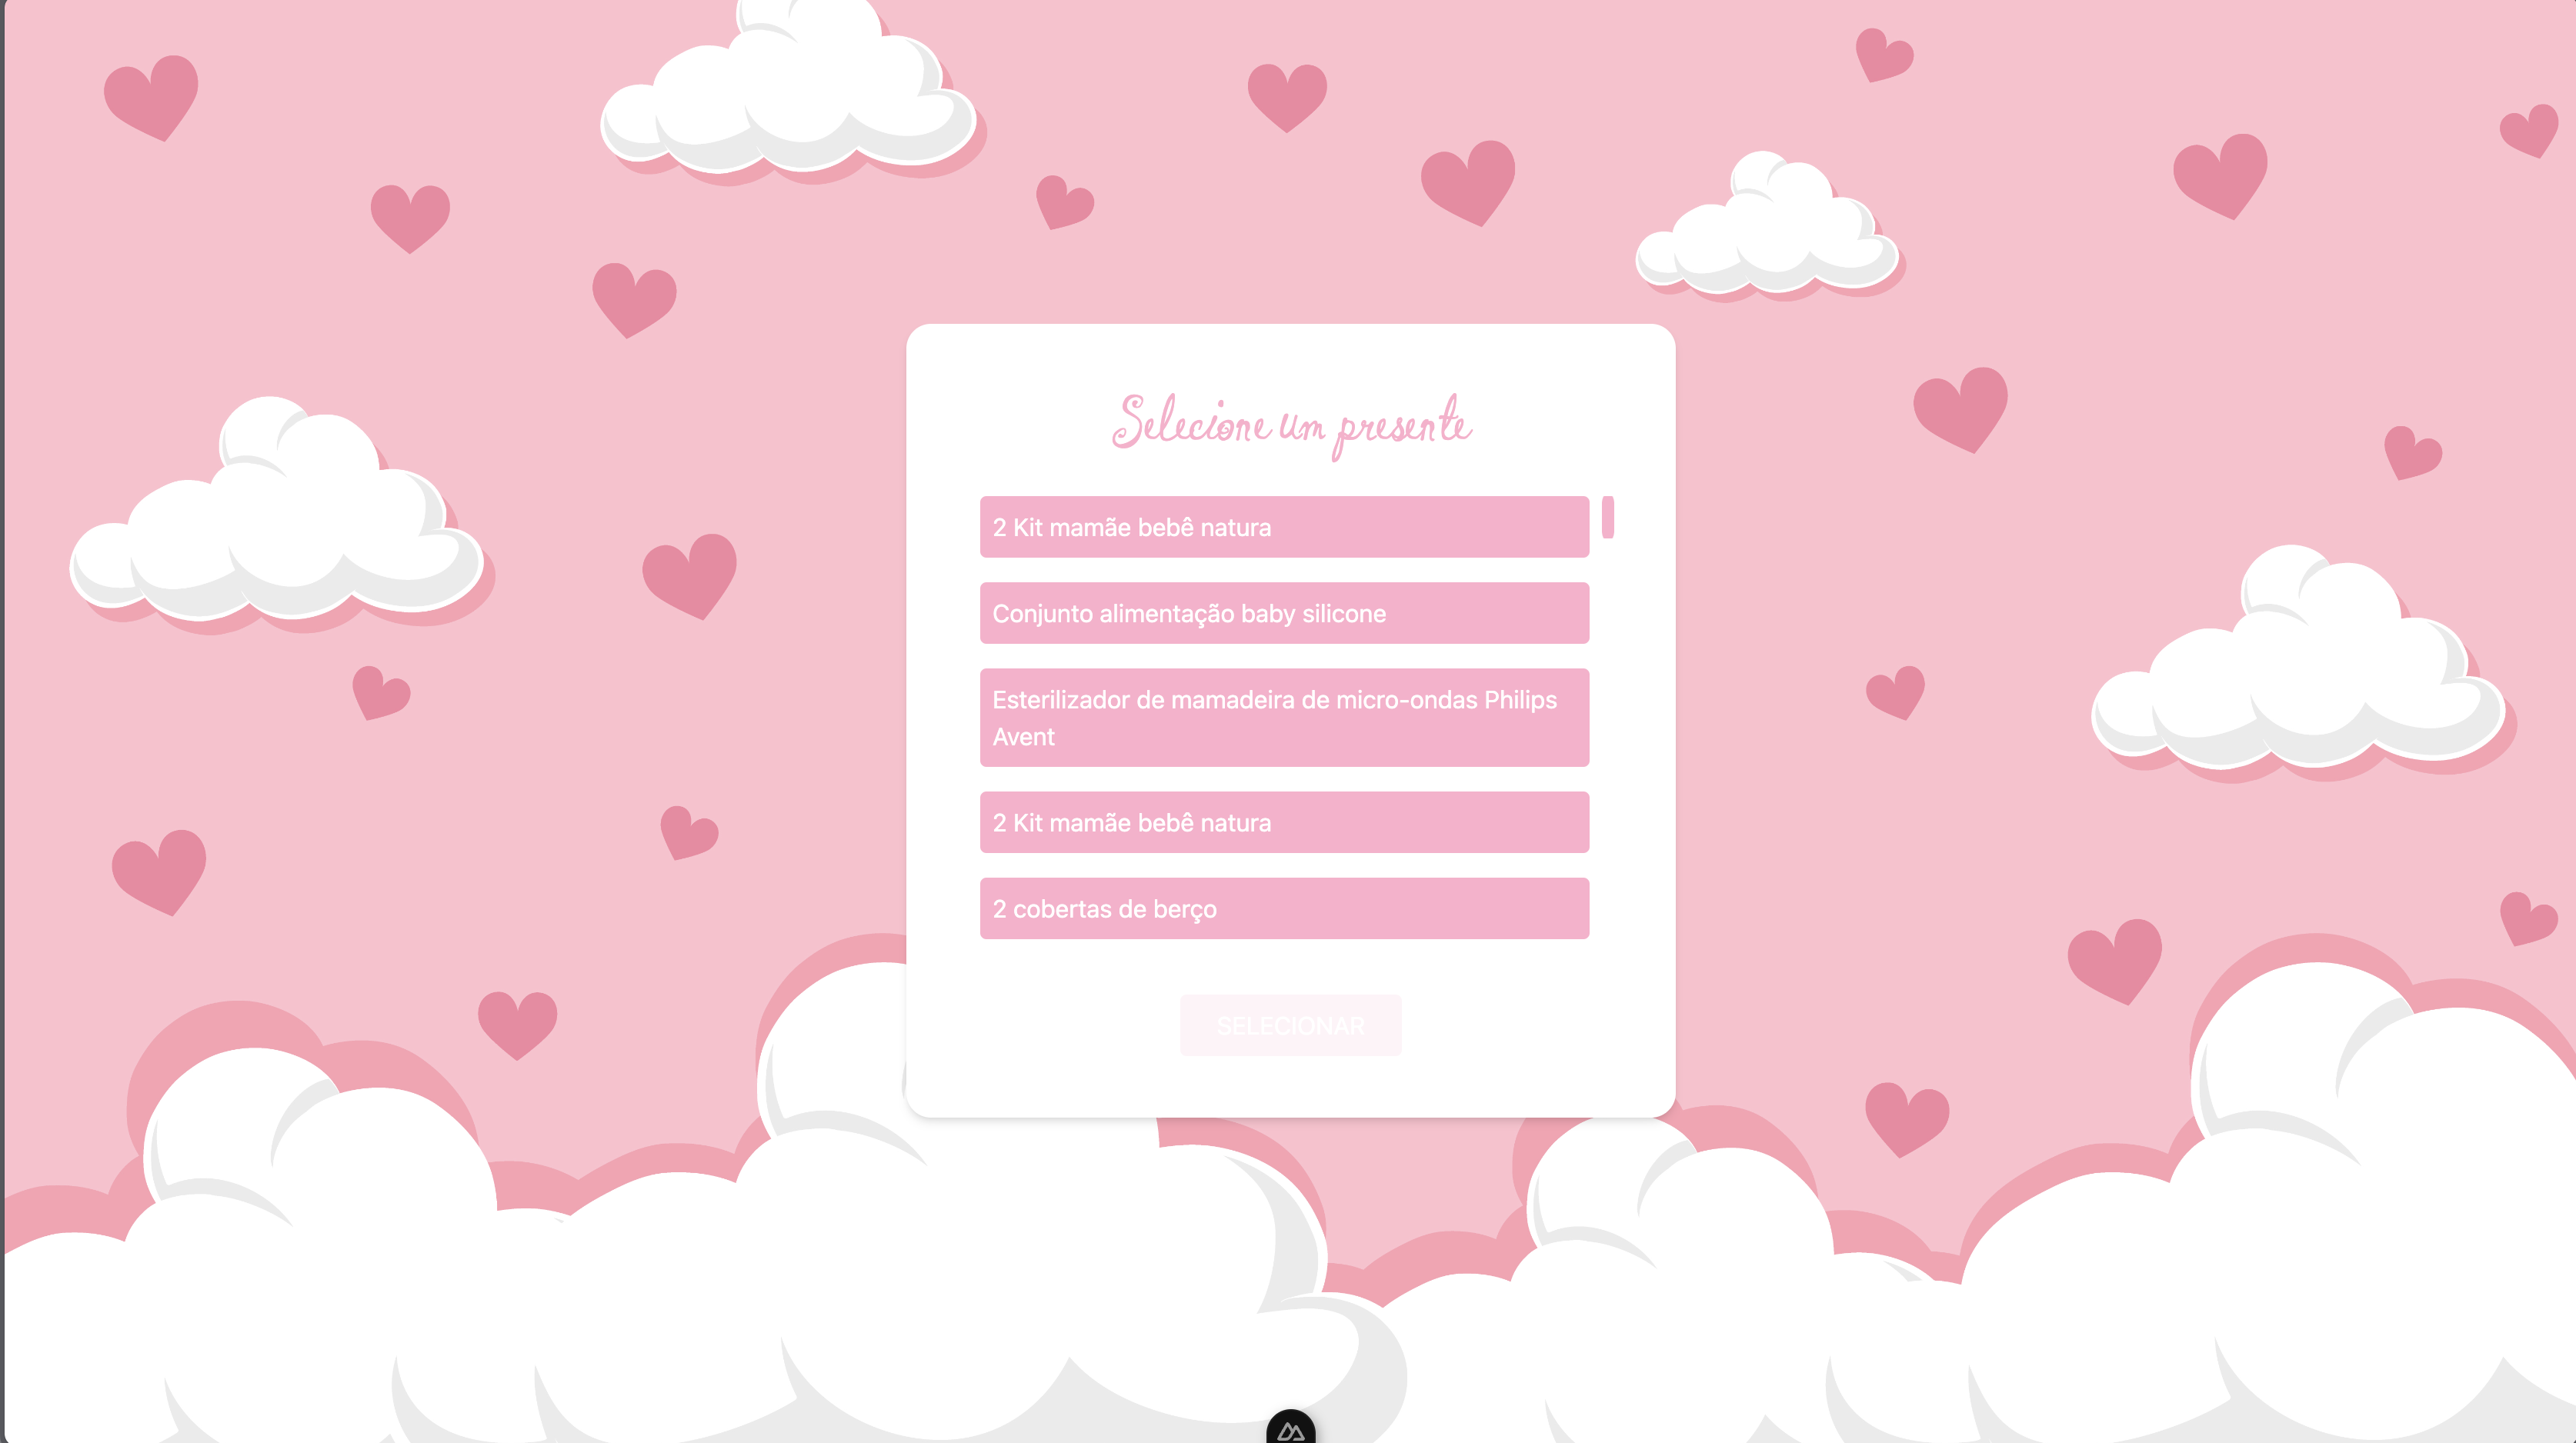 Selecione um presente
2 Kit mamãe bebê natura
Conjunto alimentação baby silicone
Esterilizador de mamadeira de micro-ondas Philips
Avent
2 Kit mamãe bebê natura
2 cobertas de berço
SELECIONAR